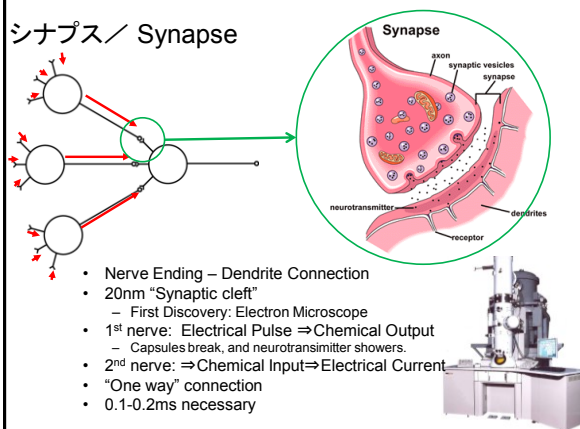 シナプス／ Synapse
Synapse
axon
synaptic vesicles
synapse
neurotransmitter
dendrites
receptor
• Nerve Ending – Dendrite Connection
• 20nm “Synaptic cleft”
– First Discovery: Electron Microscope
• 1st nerve: Electrical Pulse ⇒Chemical Output
– Capsules break, and neurotransimitter showers.
• 2nd nerve: ⇒Chemical Input⇒Electrical Current
• “One way” connection
• 0.1-0.2ms necessary